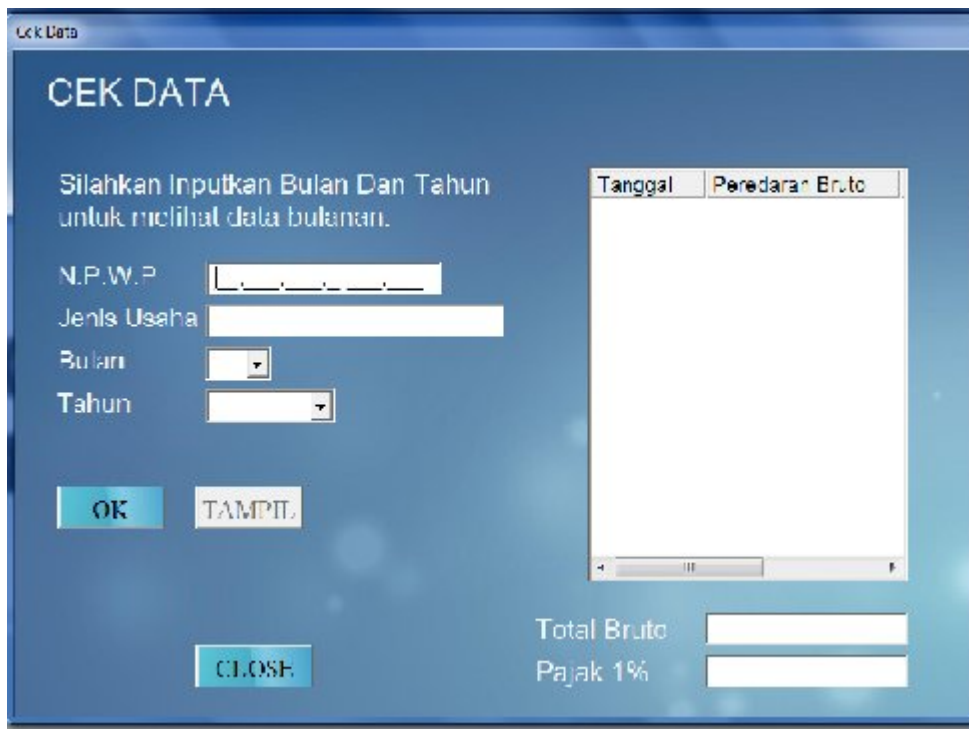 Cek Data
CEK DATA
Silahkan Inputkan Bulan Dan Tahun
untuk melihat data bulanan.
N.P.W.P
Jenis Usaha
Bulan
Tahun
OK
TAMPIL
CLOSE
Tanggal Peredaran Bruto
Total Bruto
Pajak 1%